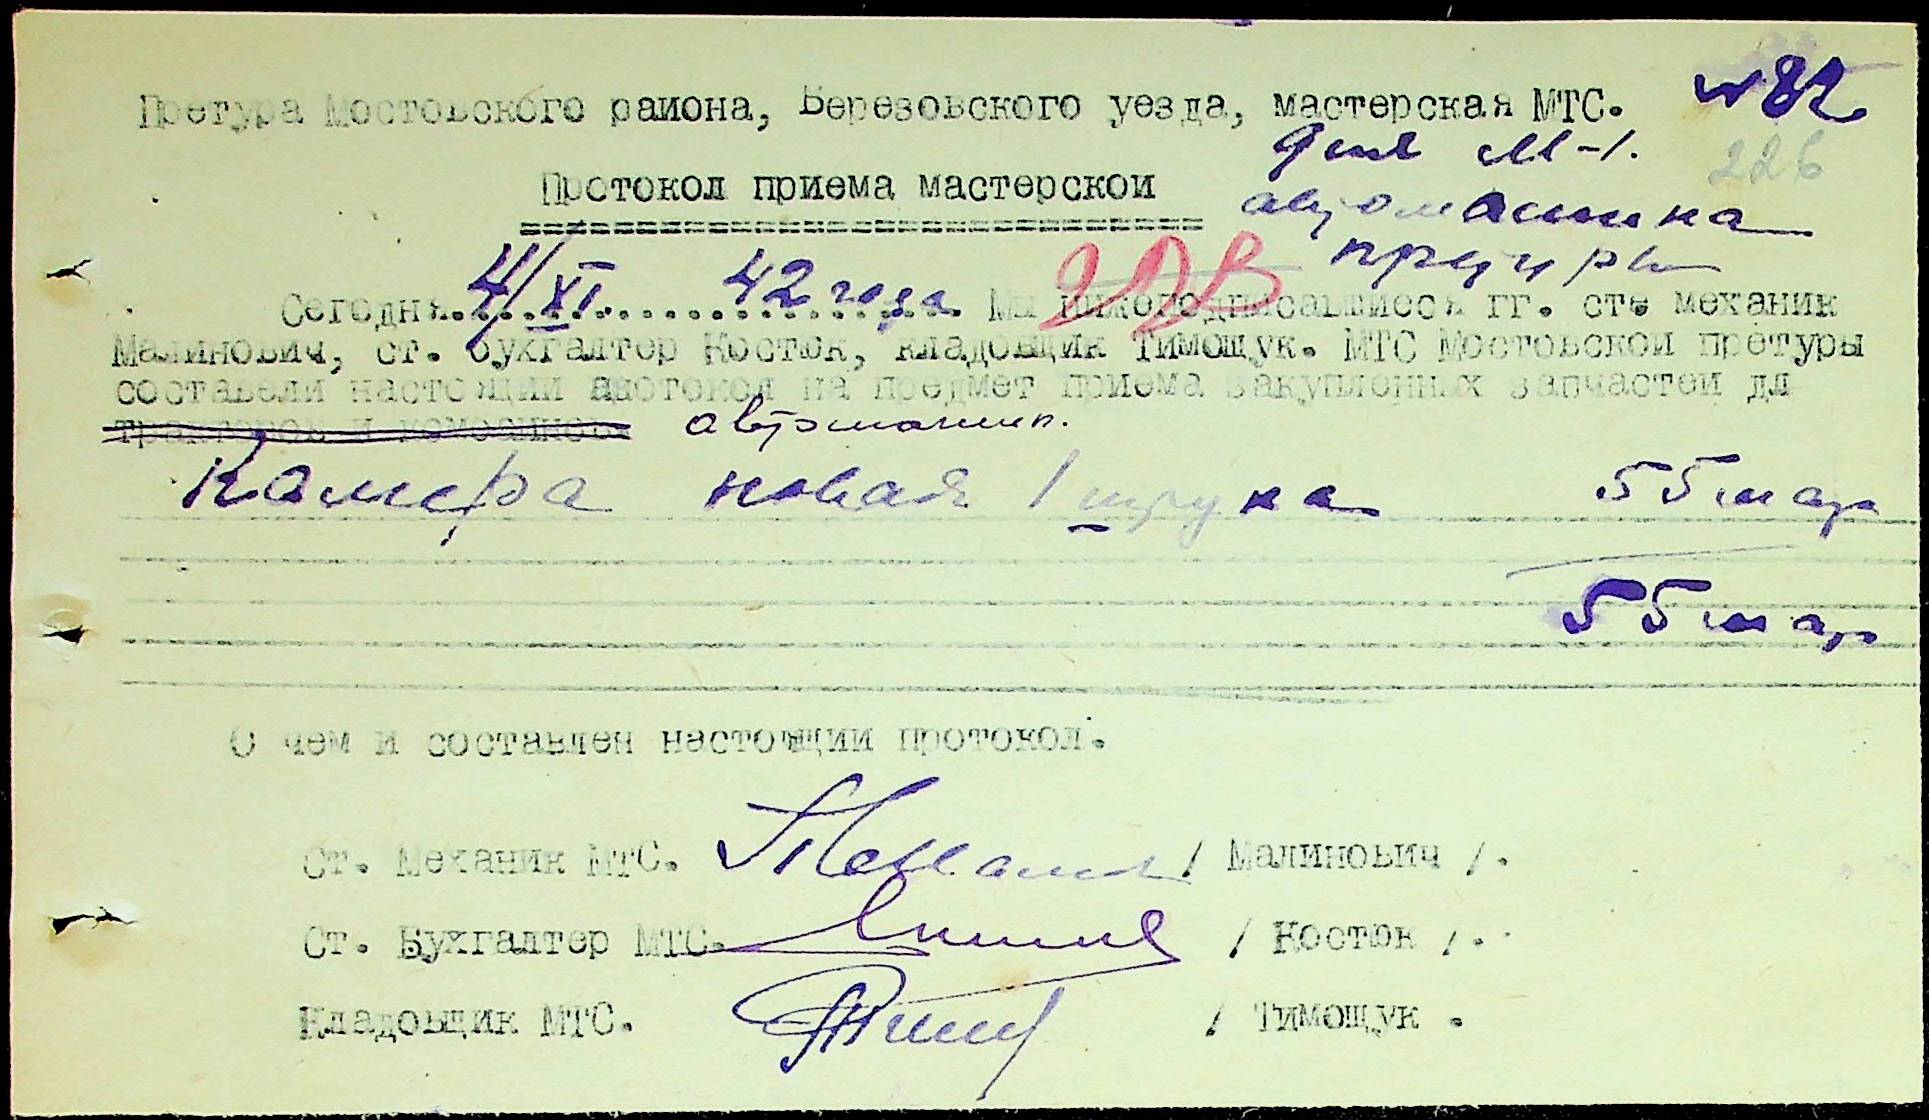 Претура Мостовского района, Березовского уезда, мастерская МТС.
№ 82
для М-1.
226
Протокол приема мастерской
автомашина
претуры
4/XI. 42 года
Сегодня.......................... Мы нижеподписавшиеся гг. ст. механик
Малинович, ст. бухгалтер Костюк, кладовщик Тимощук. МТС Мостовской претуры
составели настоящий протокол на предмет приема закупленных запчастей дл
тракторов и комбайнов. автомашин.
Камера новая 1 штука 55 мар
55 мар
О чем и составлен настоящий протокол.
Ст. Механик МТС. / Малинович /.
Ст. Бухгалтер МТС. / Костюк /.
Кладовщик МТС. / Тимощук .